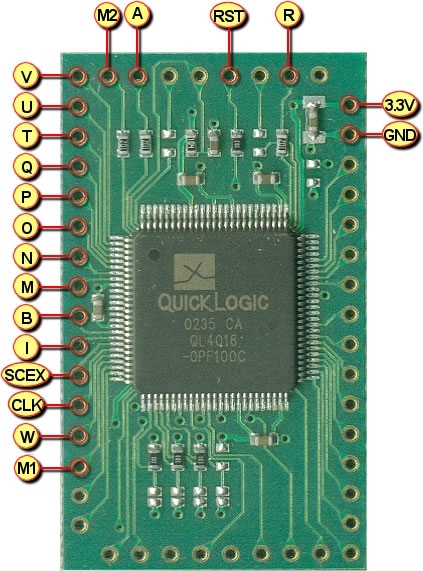 M2 A RST R
V
U
T
Q
P
O
N
M
B
I
SCEX
CLK
W
M1
3.3V
GND
QUICKLOGIC
0235 CA
QL4016
-0PF100C